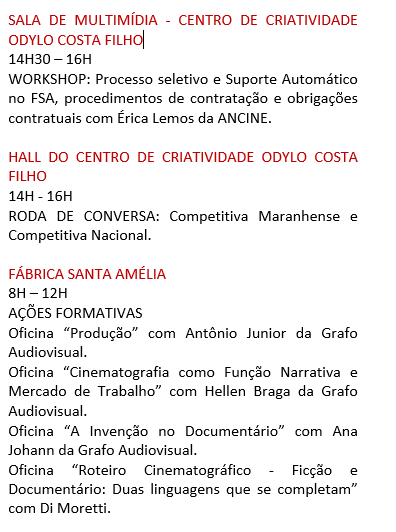 SALA DE MULTIMÍDIA - CENTRO DE CRIATIVIDADE
ODYLO COSTA FILHO
14H30 – 16H
WORKSHOP: Processo seletivo e Suporte Automático
no FSA, procedimentos de contratação e obrigações
contratuais com Érica Lemos da ANCINE.
HALL DO CENTRO DE CRIATIVIDADE ODYLO COSTA
FILHO
14H - 16H
RODA DE CONVERSA: Competitiva Maranhense e
Competitiva Nacional.
FÁBRICA SANTA AMÉLIA
8H – 12H
AÇÕES FORMATIVAS
Oficina “Produção” com Antônio Junior da Grafo
Audiovisual.
Oficina “Cinematografia como Função Narrativa e
Mercado de Trabalho” com Hellen Braga da Grafo
Audiovisual.
Oficina “A Invenção no Documentário” com Ana
Johann da Grafo Audiovisual.
Oficina “Roteiro Cinematográfico - Ficção e
Documentário: Duas linguagens que se completam”
com Di Moretti.